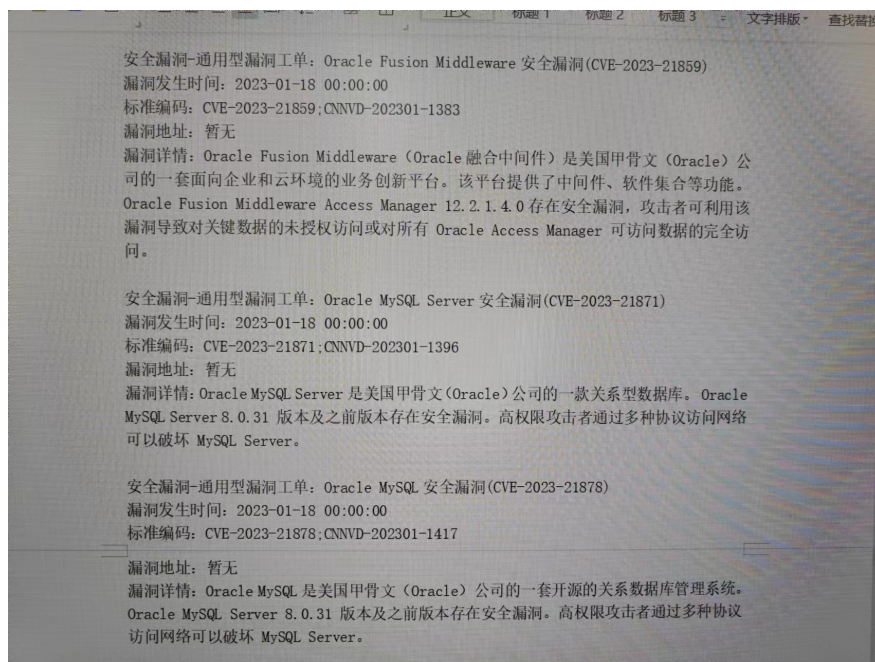 正文
标题 1
标题 2
标题 3
文字排版
查找替换
安全漏洞-通用型漏洞工单：Oracle Fusion Middleware 安全漏洞(CVE-2023-21859)
漏洞发生时间：2023-01-18 00:00:00
标准编码：CVE-2023-21859;CNNVD-202301-1383
漏洞地址：暂无
漏洞详情：Oracle Fusion Middleware（Oracle 融合中间件）是美国甲骨文（Oracle）公
司的一套面向企业和云环境的业务创新平台。该平台提供了中间件、软件集合等功能。
Oracle Fusion Middleware Access Manager 12.2.1.4.0 存在安全漏洞，攻击者可利用该
漏洞导致对关键数据的未授权访问或对所有 Oracle Access Manager 可访问数据的完全访
问。
安全漏洞-通用型漏洞工单：Oracle MySQL Server 安全漏洞(CVE-2023-21871)
漏洞发生时间：2023-01-18 00:00:00
标准编码：CVE-2023-21871;CNNVD-202301-1396
漏洞地址：暂无
漏洞详情：Oracle MySQL Server 是美国甲骨文（Oracle）公司的一款关系型数据库。Oracle
MySQL Server 8.0.31 版本及之前版本存在安全漏洞。高权限攻击者通过多种协议访问网络
可以破坏 MySQL Server。
安全漏洞-通用型漏洞工单：Oracle MySQL 安全漏洞(CVE-2023-21878)
漏洞发生时间：2023-01-18 00:00:00
标准编码：CVE-2023-21878;CNNVD-202301-1417
漏洞地址：暂无
漏洞详情：Oracle MySQL 是美国甲骨文（Oracle）公司的一套开源的关系数据库管理系统。
Oracle MySQL Server 8.0.31 版本及之前版本存在安全漏洞。高权限攻击者通过多种协议
访问网络可以破坏 MySQL Server。